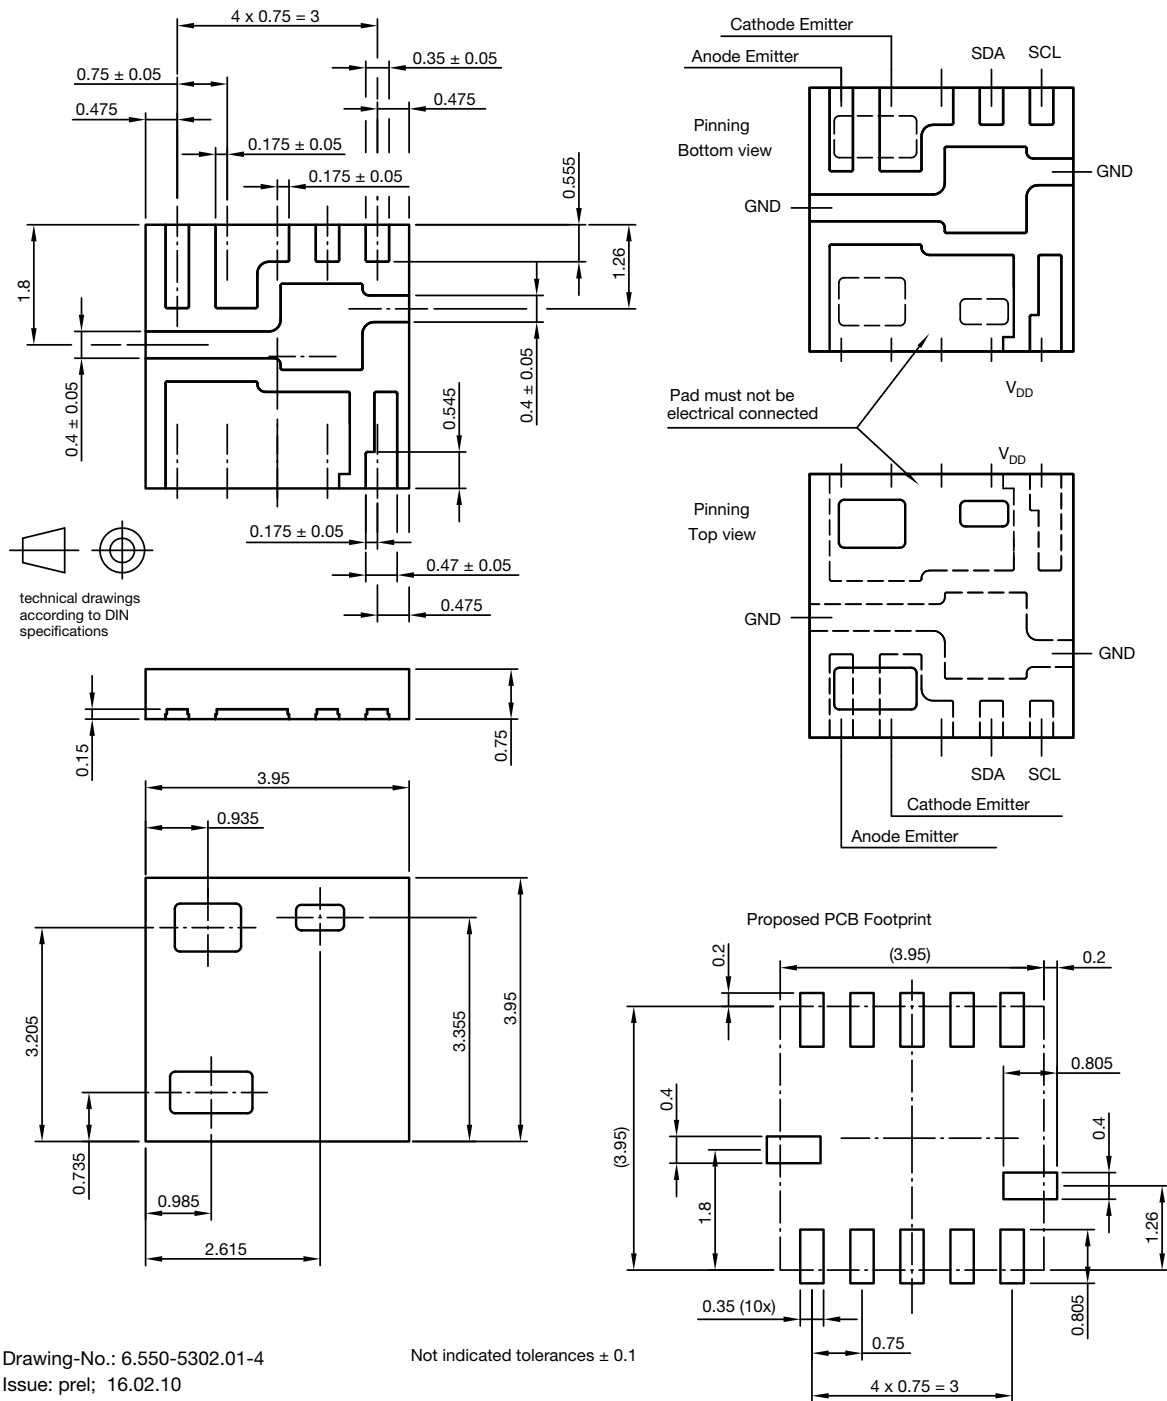 4 x 0.75 = 3
0.75 ± 0.05
0.35 ± 0.05
0.475
0.475
0.175 ± 0.05
0.175 ± 0.05
0.555
1.26
1.8
0.4 ± 0.05
0.4 ± 0.05
0.545
0.175 ± 0.05
0.47 ± 0.05
0.475
technical drawings
according to DIN
specifications
0.15
0.75
3.95
0.935
3.205
3.355
3.95
0.735
0.985
2.615
Cathode Emitter
Anode Emitter
SDA
SCL
Pinning
Bottom view
GND
GND
VDD
Pad must not be
electrical connected
VDD
Pinning
Top view
GND
GND
SDA
SCL
Cathode Emitter
Anode Emitter
Proposed PCB Footprint
0.2
(3.95)
0.2
0.805
0.4
0.4
(3.95)
1.8
1.26
0.35 (10x)
0.805
0.75
4 x 0.75 = 3
Drawing-No.: 6.550-5302.01-4
Not indicated tolerances ± 0.1
Issue: prel; 16.02.10